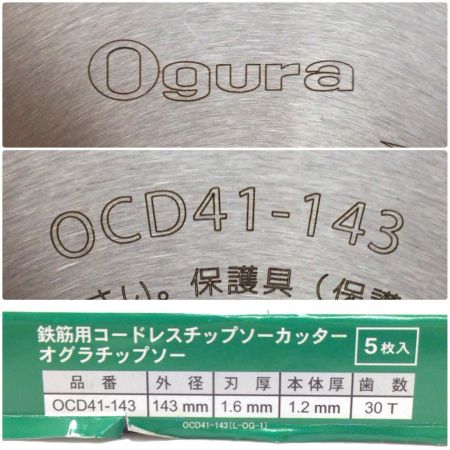 Ogura
OCD41-143
さい。保護具（保護
鉄筋用コードレスチップソーカッター
オグラチップソー
5枚入
品番 外径 刃厚 本体厚 歯数
OCD41-143 143 mm 1.6 mm 1.2 mm 30 T
OCD41-143(L-OG-1)